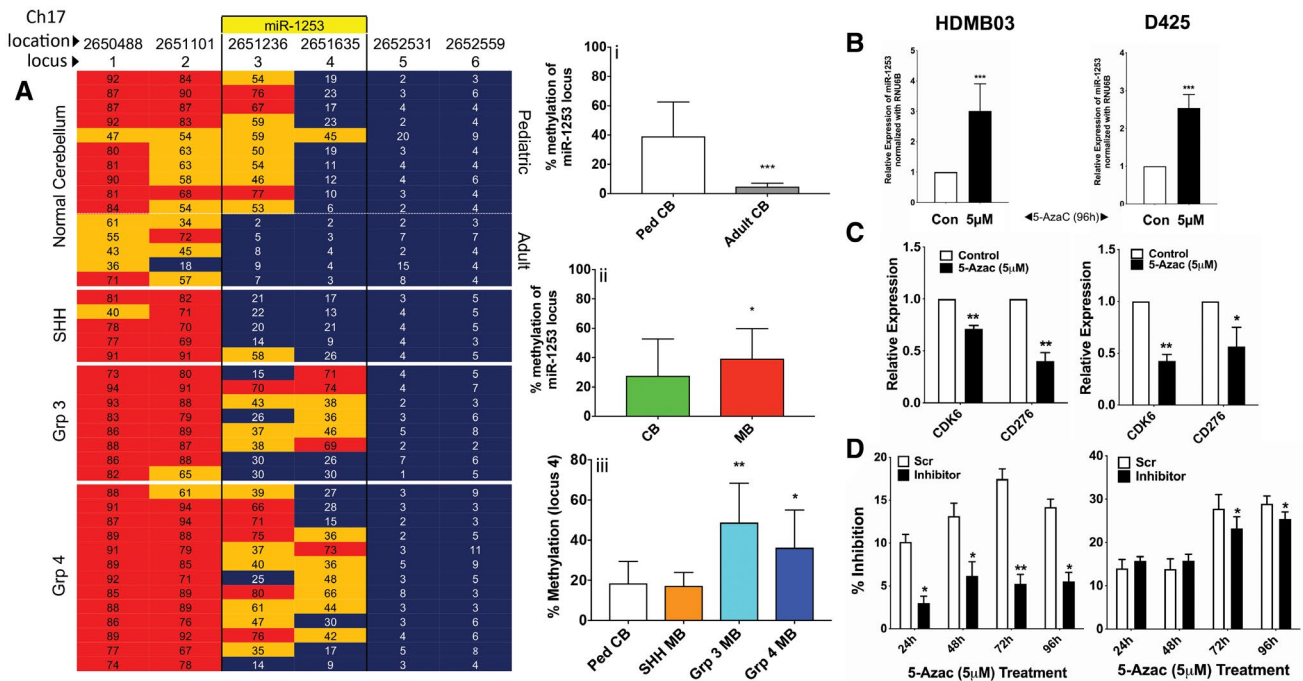 Ch17
location▶
locus ▶
miR-1253
2650488 2651101 2651236 2651635 2652531 2652559
1 2 3 4 5 6
A
Normal Cerebellum
Pediatric
92 84 54 19 2 3
87 90 76 23 3 6
87 87 67 17 4 4
92 83 59 23 2 4
47 54 59 45 20 9
80 63 50 19 3 4
81 63 54 11 4 4
90 58 46 12 4 6
81 68 77 10 3 4
84 54 53 6 2 4
Adult
61 34 2 2 2 3
55 72 5 3 7 7
43 45 8 4 2 4
36 18 9 4 15 4
71 57 7 3 8 4
SHH
81 82 21 17 3 5
40 71 22 13 4 5
78 70 20 21 4 5
77 69 14 9 4 3
91 91 58 26 4 5
Grp 3
73 80 15 71 4 5
94 91 70 74 4 7
93 88 43 38 2 3
83 79 26 36 3 6
86 89 37 46 5 8
88 87 38 69 2 2
86 88 30 26 7 6
82 65 30 30 1 5
Grp 4
88 61 39 27 3 9
91 94 66 28 3 3
87 94 71 15 2 3
89 88 75 36 2 5
91 79 37 73 3 11
89 85 40 36 5 9
92 71 25 48 3 3
85 89 80 66 8 3
88 89 61 44 3 3
86 76 47 30 3 6
89 92 76 42 4 6
77 67 35 17 5 8
74 78 14 9 3 4
i
% methylation of
miR-1253 locus
100
80
60
40
20
0
***
Ped CB
Adult CB
ii
% methylation of
miR-1253 locus
100
80
60
40
20
0
*
CB
MB
iii
% Methylation (locus 4)
80
60
40
20
0
**
*
Ped CB
SHH MB
Grp 3 MB
Grp 4 MB
HDMB03
D425
B
Relative Expression of miR-1253
normalized with RNU6B
5
4
3
2
1
0
***
Con 5µM
◀5-AzaC (96h)▶
Relative Expression of miR-1253
normalized with RNU6B
4
3
2
1
0
***
Con 5µM
C
Relative Expression
1.5
1.0
0.5
0.0
Control
5-Azac (5µM)
**
**
CDK6
CD276
Relative Expression
1.5
1.0
0.5
0.0
Control
5-Azac (5µM)
**
*
CDK6
CD276
D
% Inhibition
20
15
10
5
0
Scr
Inhibitor
*
*
**
*
24h
48h
72h
96h
5-Azac (5µM) Treatment
40
30
20
10
0
Scr
Inhibitor
*
*
24h
48h
72h
96h
5-Azac (5µM) Treatment